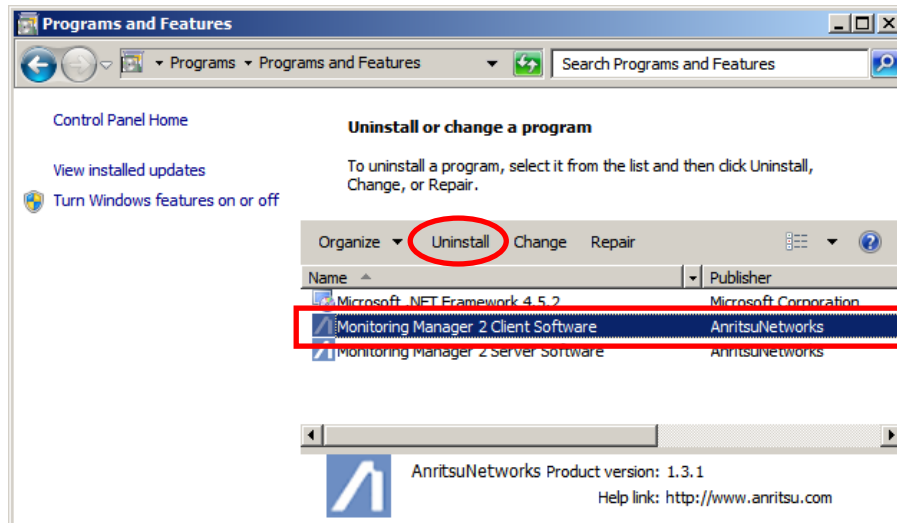 Programs and Features
Programs Programs and Features Search Programs and Features
Control Panel Home
View installed updates
Turn Windows features on or off
Uninstall or change a program
To uninstall a program, select it from the list and then click Uninstall,
Change, or Repair.
Organize Uninstall Change Repair
Name Publisher
Microsoft .NET Framework 4.5.2 Microsoft Corporation
Monitoring Manager 2 Client Software AnritsuNetworks
Monitoring Manager 2 Server Software AnritsuNetworks
AnritsuNetworks Product version: 1.3.1
Help link: http://www.anritsu.com